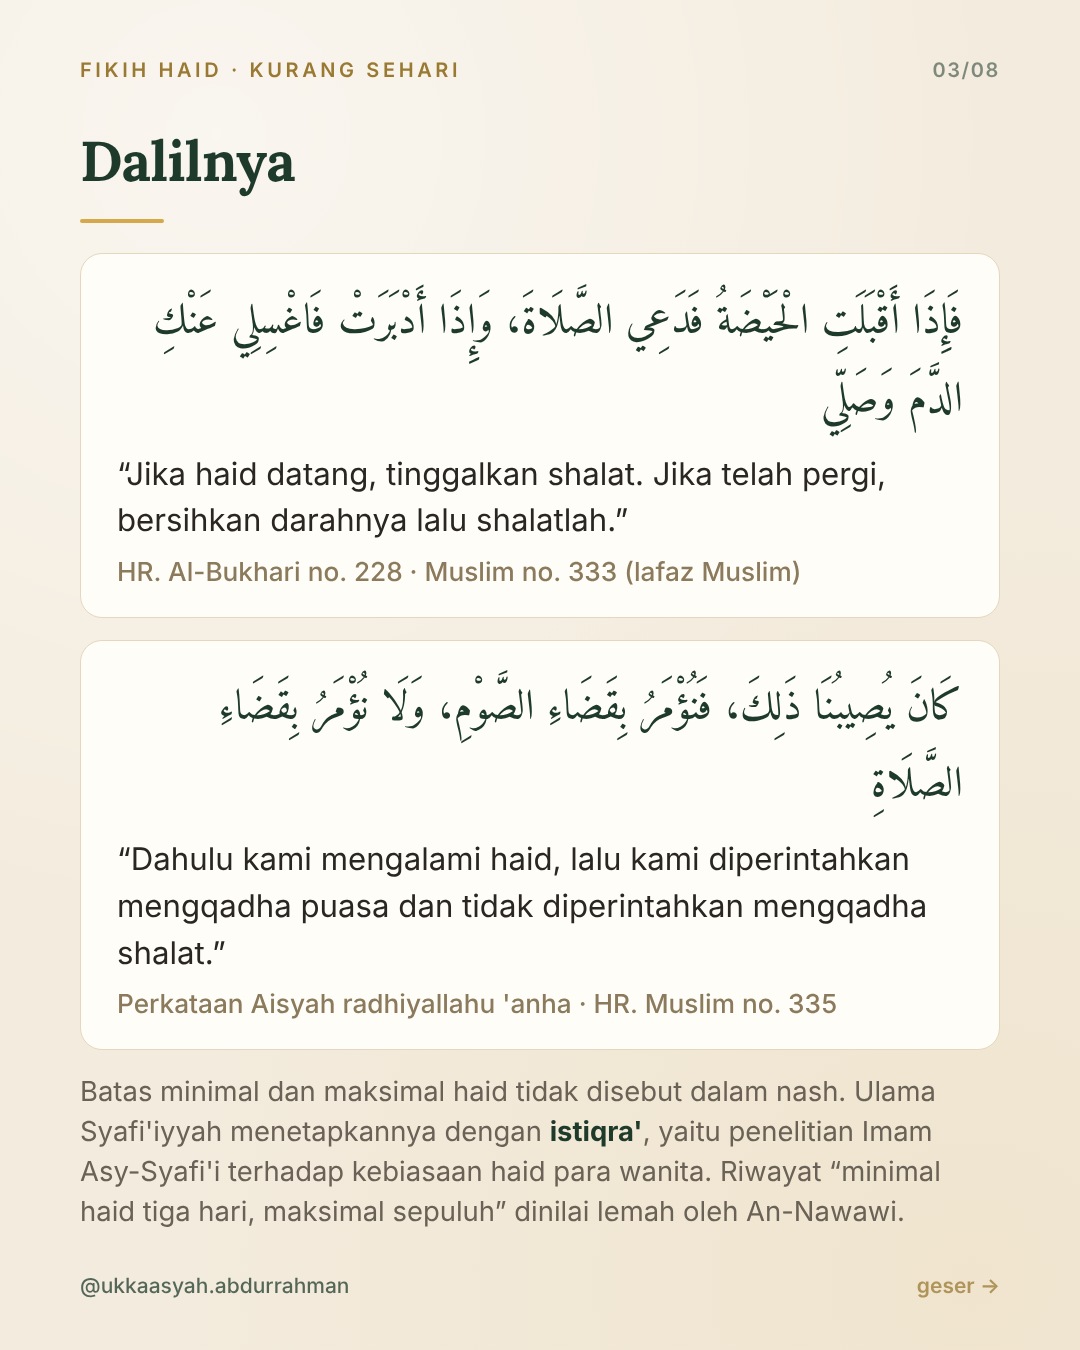 FIKIH HAID · KURANG SEHARI
03/08
Dalilnya
فَإِذَا أَقْبَلَتِ الْحَيْضَةُ فَدَعِي الصَّلَاةَ، وَإِذَا أَدْبَرَتْ فَاغْسِلِي عَنْكِ
الدَّمَ وَصَلِّي
“Jika haid datang, tinggalkan shalat. Jika telah pergi,
bersihkan darahnya lalu shalatlah.”
HR. Al-Bukhari no. 228 · Muslim no. 333 (lafaz Muslim)
كَانَ يُصِيبُنَا ذَلِكَ، فَنُؤْمَرُ بِقَضَاءِ الصَّوْمِ، وَلَا نُؤْمَرُ بِقَضَاءِ
الصَّلَاةِ
“Dahulu kami mengalami haid, lalu kami diperintahkan
mengqadha puasa dan tidak diperintahkan mengqadha
shalat.”
Perkataan Aisyah radhiyallahu 'anha · HR. Muslim no. 335
Batas minimal dan maksimal haid tidak disebut dalam nash. Ulama
Syafi'iyyah menetapkannya dengan istiqra', yaitu penelitian Imam
Asy-Syafi'i terhadap kebiasaan haid para wanita. Riwayat “minimal
haid tiga hari, maksimal sepuluh” dinilai lemah oleh An-Nawawi.
@ukkaasyah.abdurrahman
geser →